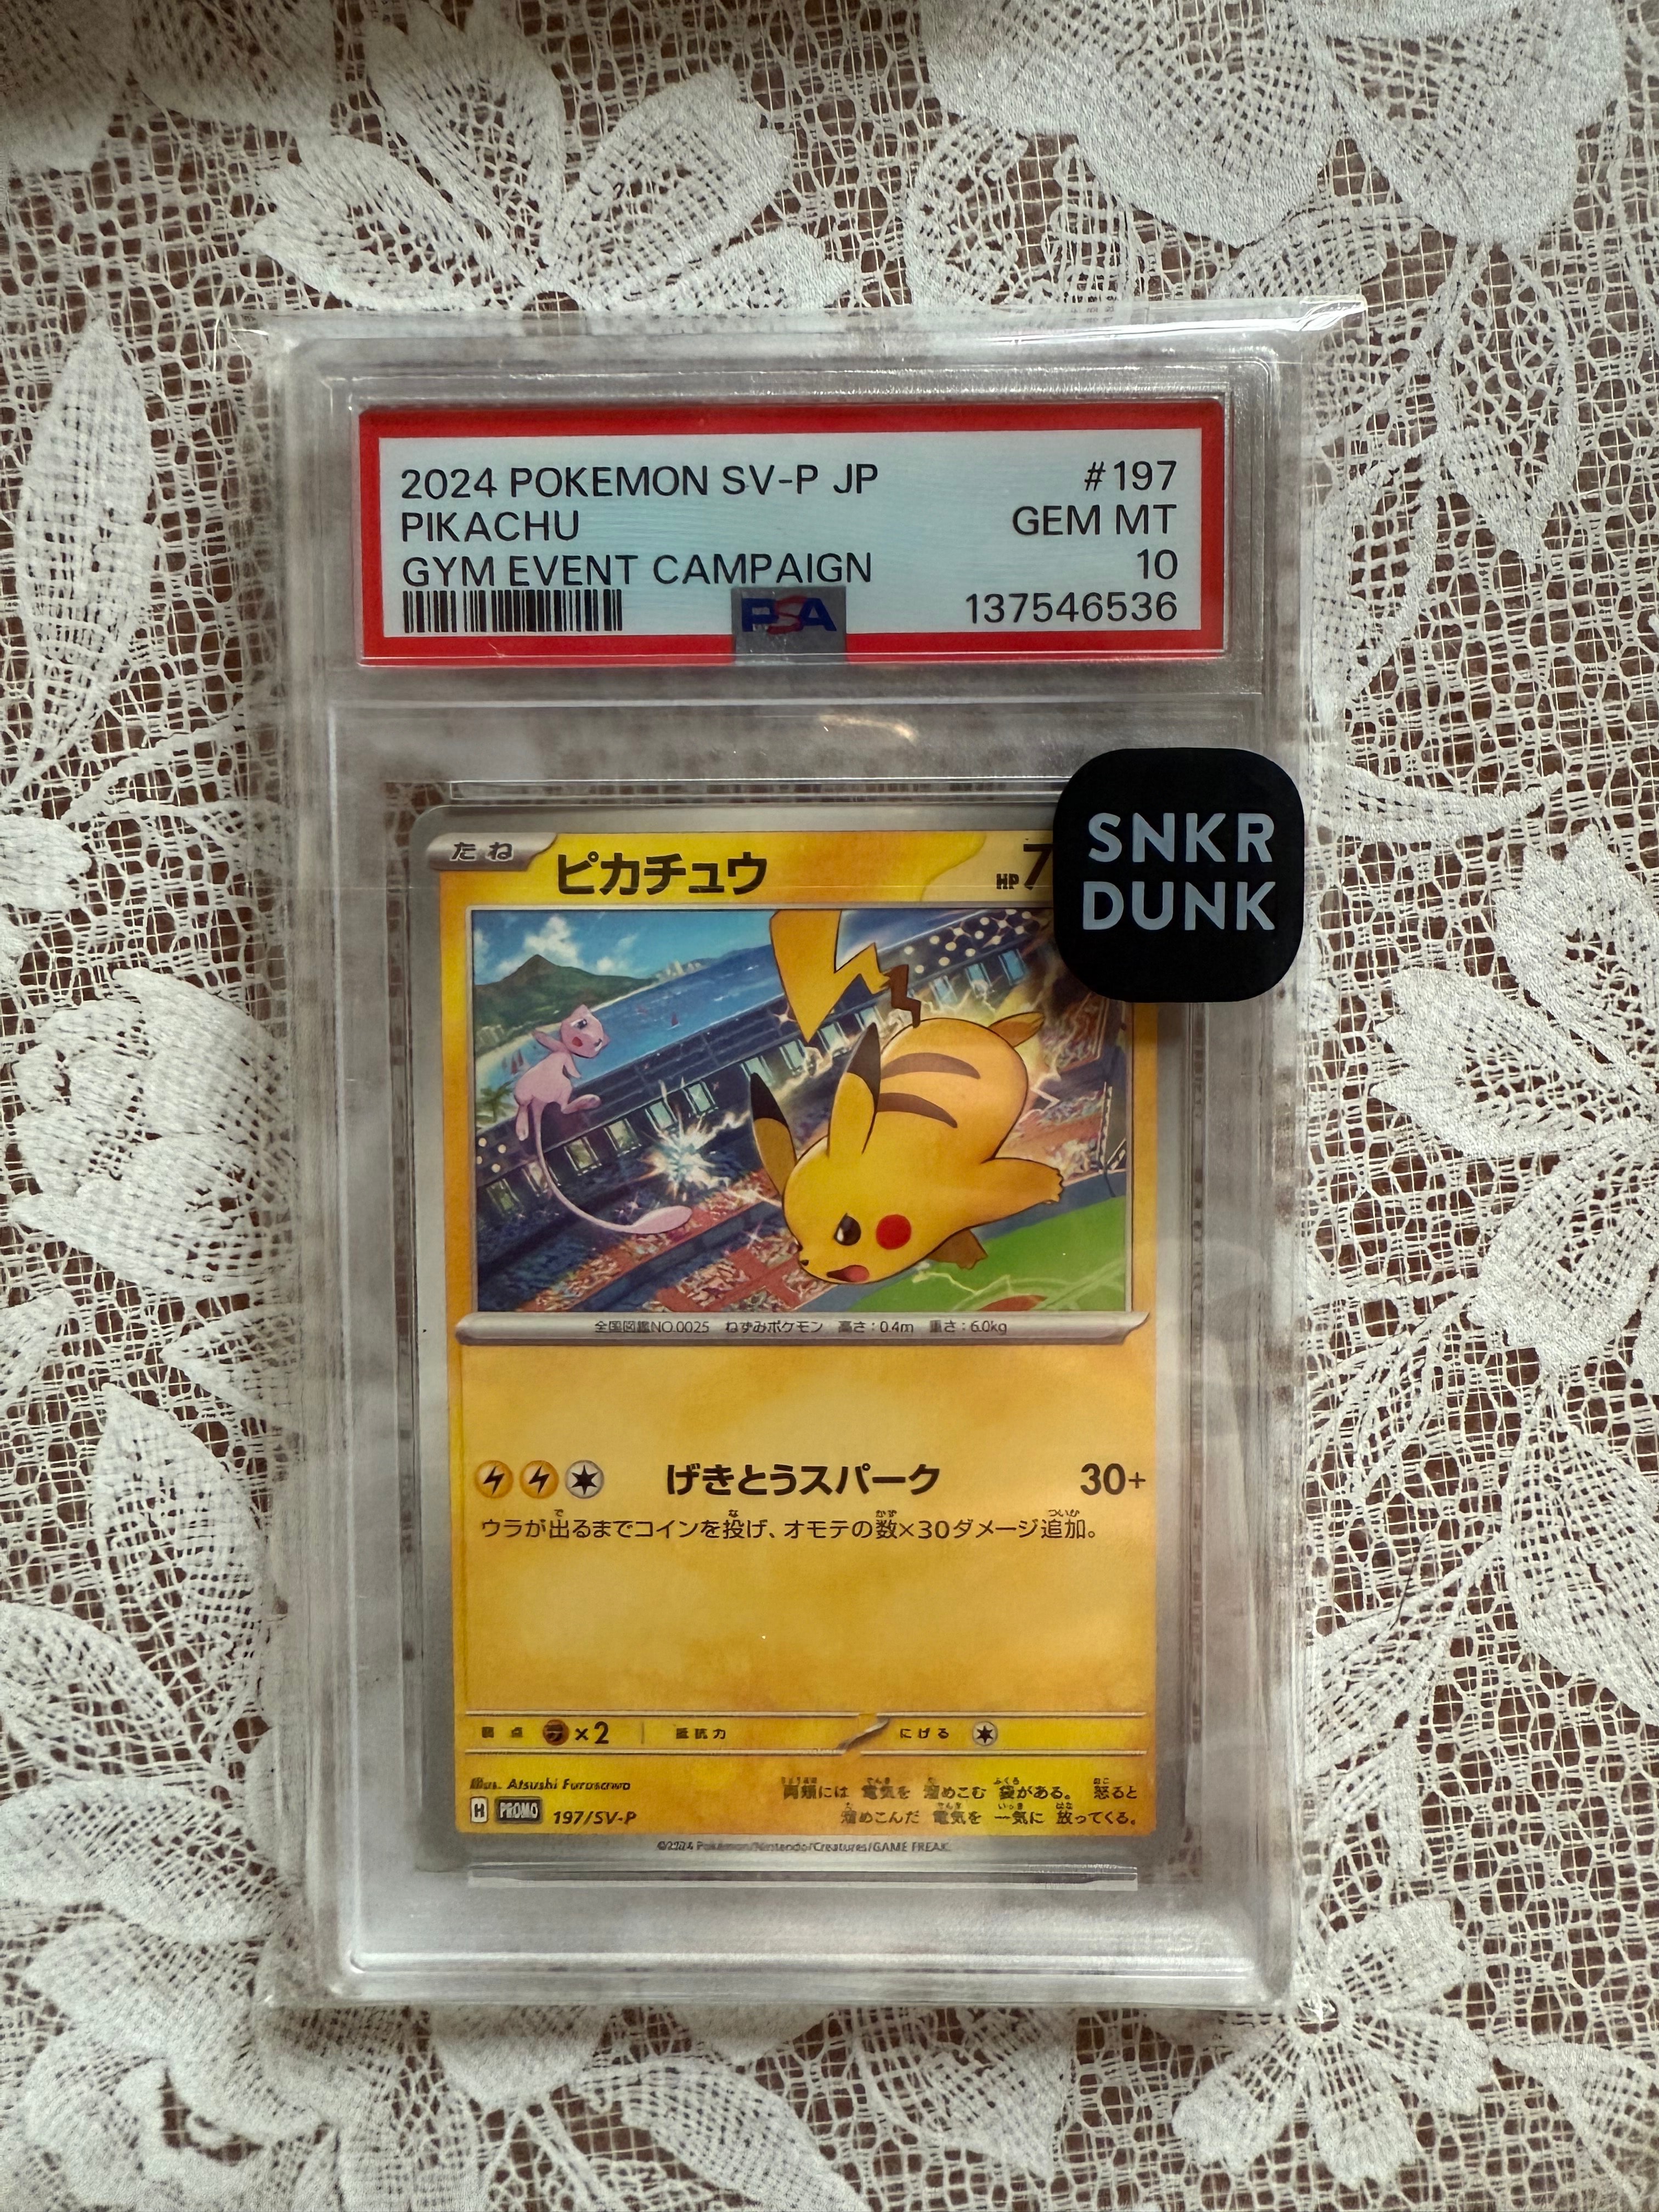 2024 POKEMON SV-P JP #197
PIKACHU GEM MT
GYM EVENT CAMPAIGN 10
PSA 137546536
SNKR
DUNK
たね ピカチュウ HP 7
全国図鑑NO.0025 ねずみポケモン 高さ:0.4m 重さ:6.0kg
げきとうスパーク 30+
ウラが出るまでコインを投げ、オモテの数×30ダメージ追加。
弱点 ×2 抵抗力 にげる
Illus. Atsushi Furusawa
両頬には 電気を 溜めこむ 袋がある。 怒ると
溜めこんだ 電気を 一気に 放ってくる。
H PROMO 197/SV-P
©2024 Pokémon/Nintendo/Creatures/GAME FREAK.